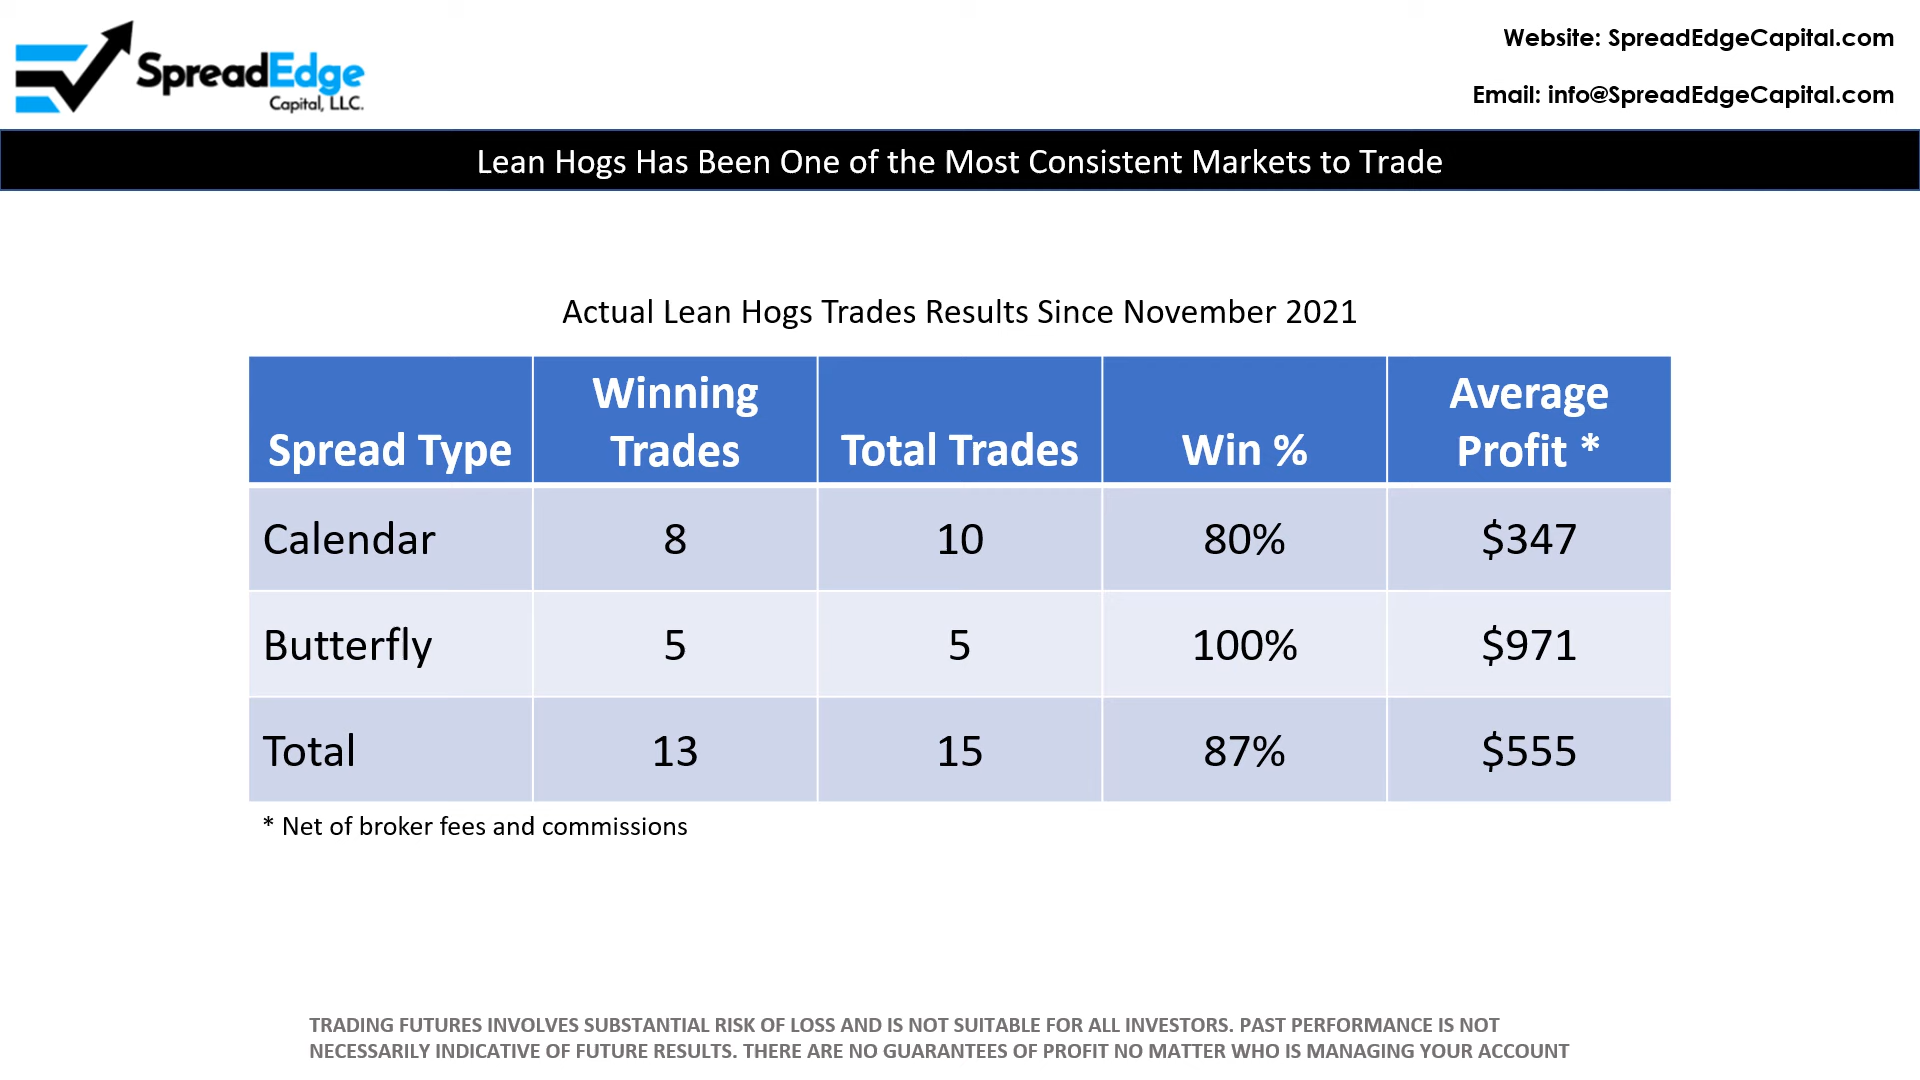 SpreadEdge
Capital, LLC.
Website: SpreadEdgeCapital.com
Email: info@SpreadEdgeCapital.com
Lean Hogs Has Been One of the Most Consistent Markets to Trade
Actual Lean Hogs Trades Results Since November 2021
Spread Type Winning Trades Total Trades Win % Average Profit *
Calendar 8 10 80% $347
Butterfly 5 5 100% $971
Total 13 15 87% $555
* Net of broker fees and commissions
TRADING FUTURES INVOLVES SUBSTANTIAL RISK OF LOSS AND IS NOT SUITABLE FOR ALL INVESTORS. PAST PERFORMANCE IS NOT
NECESSARILY INDICATIVE OF FUTURE RESULTS. THERE ARE NO GUARANTEES OF PROFIT NO MATTER WHO IS MANAGING YOUR ACCOUNT